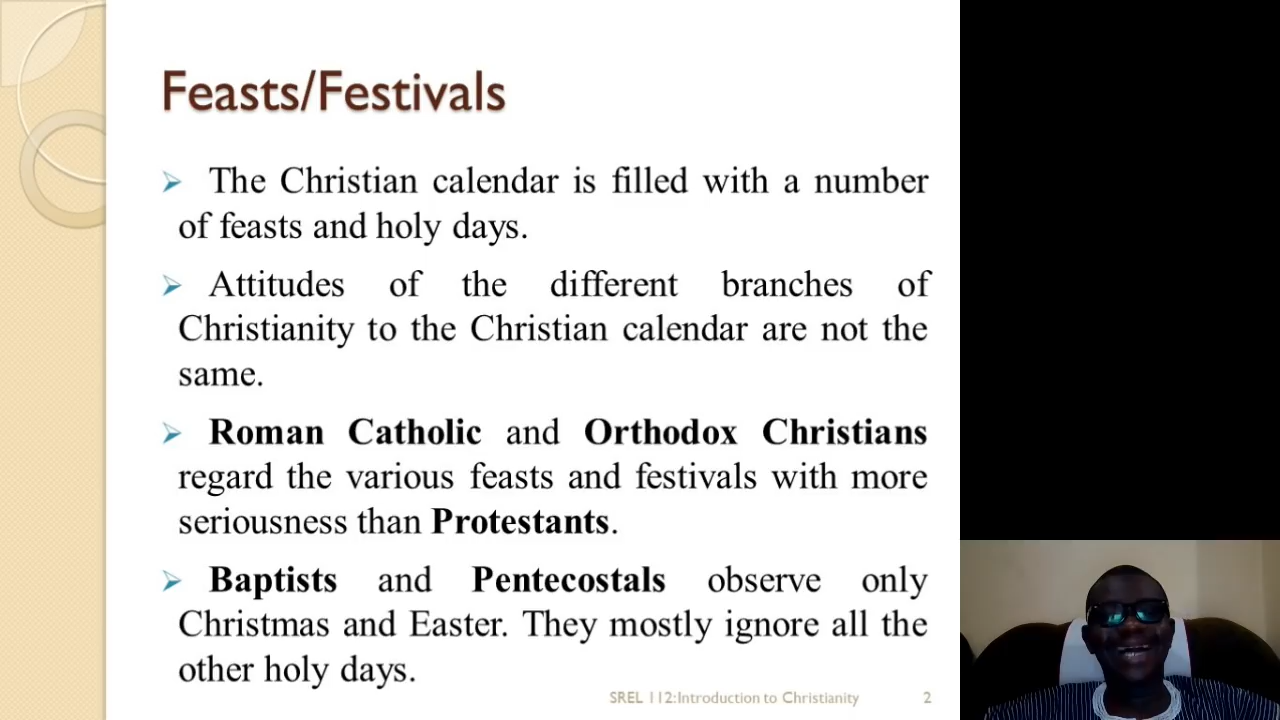 Feasts/Festivals
➢ The Christian calendar is filled with a number
of feasts and holy days.
➢ Attitudes of the different branches of
Christianity to the Christian calendar are not the
same.
➢ Roman Catholic and Orthodox Christians
regard the various feasts and festivals with more
seriousness than Protestants.
➢ Baptists and Pentecostals observe only
Christmas and Easter. They mostly ignore all the
other holy days.
SREL 112:Introduction to Christianity 2